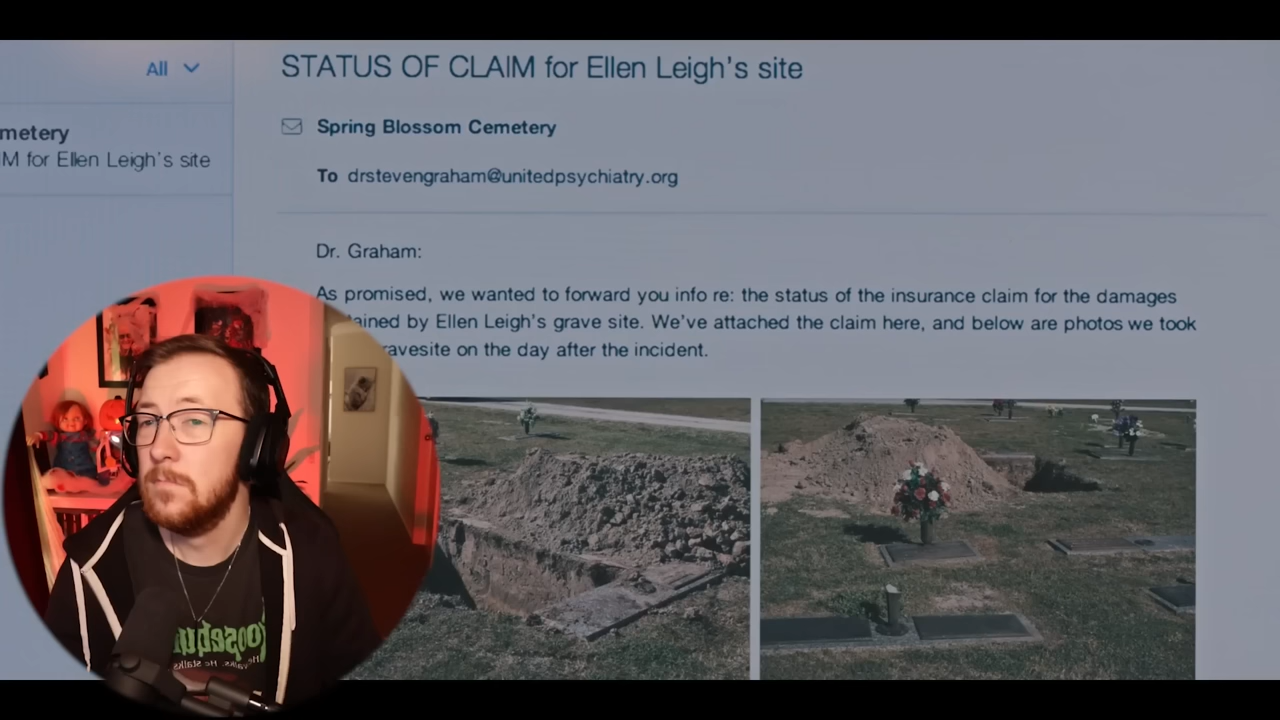 All
STATUS OF CLAIM for Ellen Leigh's site
metery
Spring Blossom Cemetery
M for Ellen Leigh's site
To drstevengraham@unitedpsychiatry.org
Dr. Graham:
As promised, we wanted to forward you info re: the status of the insurance claim for the damages
tained by Ellen Leigh's grave site. We've attached the claim here, and below are photos we took
ravesite on the day after the incident.